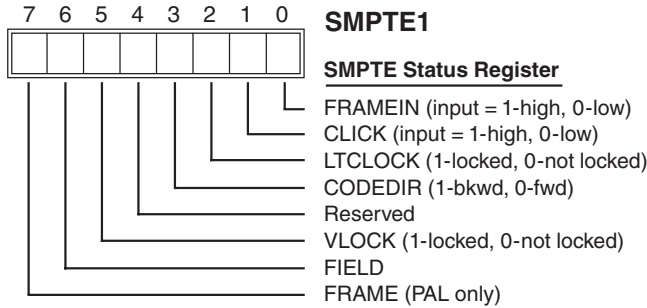 7 6 5 4 3 2 1 0
SMPTE1
SMPTE Status Register
FRAMEIN (input = 1-high, 0-low)
CLICK (input = 1-high, 0-low)
LTCLOCK (1-locked, 0-not locked)
CODEDIR (1-bkwd, 0-fwd)
Reserved
VLOCK (1-locked, 0-not locked)
FIELD
FRAME (PAL only)